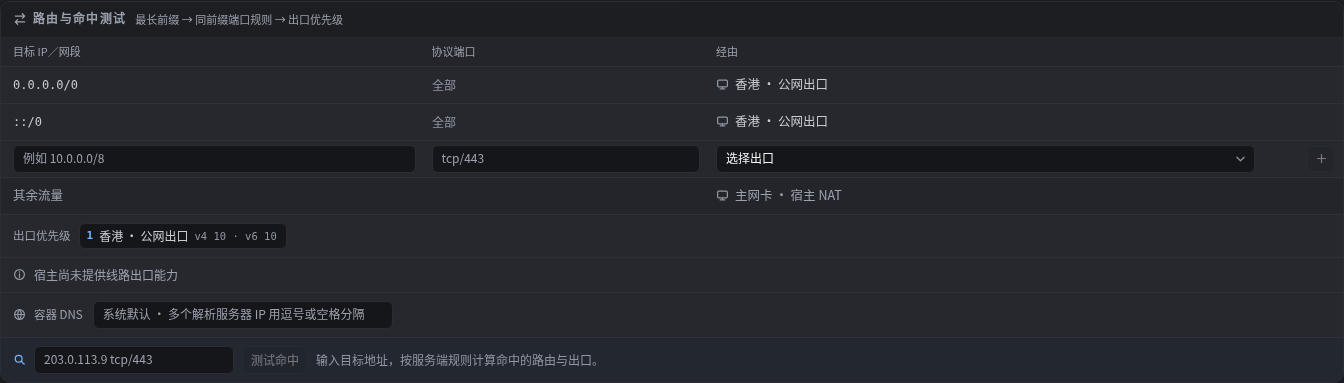 路由与命中测试 最长前缀 → 同前缀端口规则 → 出口优先级
目标 IP／网段 协议端口 经由
0.0.0.0/0 全部 香港 · 公网出口
::/0 全部 香港 · 公网出口
例如 10.0.0.0/8 tcp/443 选择出口 +
其余流量 主网卡 · 宿主 NAT
出口优先级 1 香港 · 公网出口 v4 10 · v6 10
宿主尚未提供线路出口能力
容器 DNS 系统默认 · 多个解析服务器 IP 用逗号或空格分隔
203.0.113.9 tcp/443 测试命中 输入目标地址，按服务端规则计算命中的路由与出口。